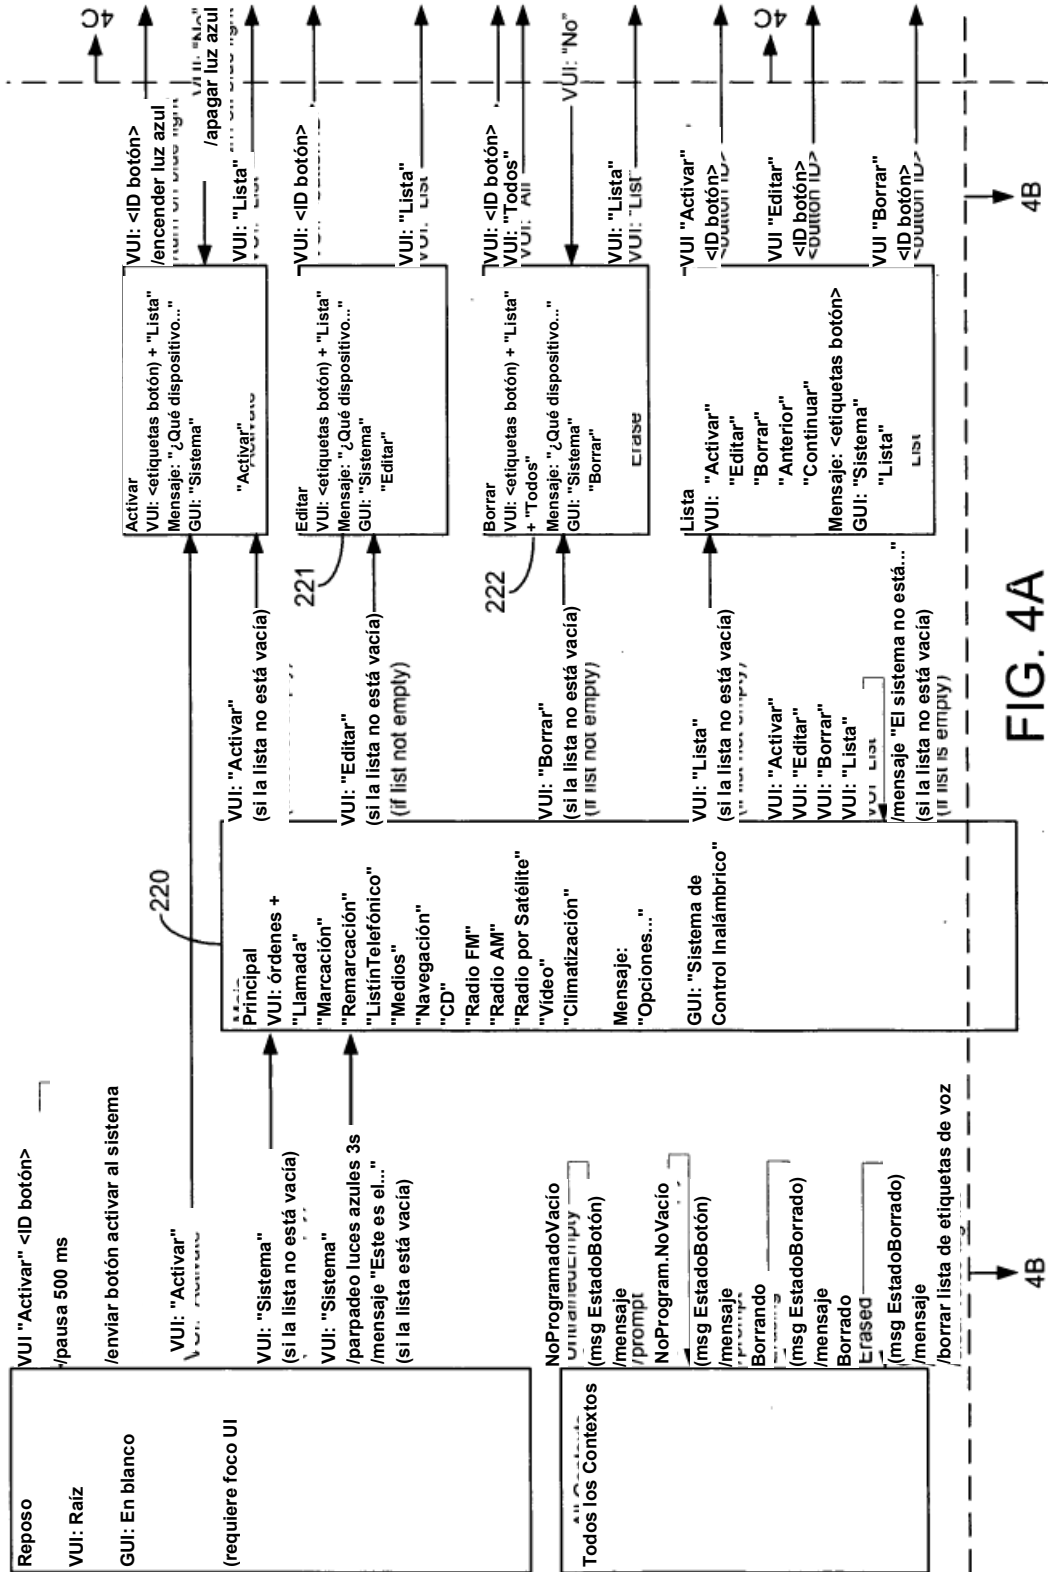 Reposo
VUI: Raíz
GUI: En blanco
(requiere foco UI
VUI "Activar" <ID botón>
/pausa 500 ms
/enviar botón activar al sistema
VUI: "Activar"
VUI: "Sistema"
(si la lista no está vacía)
VUI: "Sistema"
/parpadeo luces azules 3s
/mensaje "Este es el..."
(si la lista está vacía)
Todos los Contextos
NoProgramadoVacío
(msg EstadoBotón)
/mensaje
/prompt
NoProgram.NoVacío
(msg EstadoBotón)
/mensaje
Borrando
(msg EstadoBorrado)
/mensaje
Borrado
Erased
(msg EstadoBorrado)
/mensaje
/borrar lista de etiquetas de voz
4B
220
Principal
VUI: órdenes +
"Llamada"
"Marcación"
"Remarcación"
"ListínTelefónico"
"Medios"
"Navegación"
"CD"
"Radio FM"
"Radio AM"
"Radio por Satélite"
"Vídeo"
"Climatización"
Mensaje:
"Opciones..."
GUI: "Sistema de
Control Inalámbrico"
VUI: "Activar"
(si la lista no está vacía)
VUI: "Editar"
(si la lista no está vacía)
(if list not empty)
VUI: "Borrar"
(si la lista no está vacía)
(if list not empty)
VUI: "Lista"
(si la lista no está vacía)
VUI: "Activar"
VUI: "Editar"
VUI: "Borrar"
VUI: "Lista"
/mensaje "El sistema no está..."
(si la lista no está vacía)
(if list is empty)
Activar
VUI: <etiquetas botón) + "Lista"
Mensaje: "¿Qué dispositivo..."
GUI: "Sistema"
"Activar"
221
Editar
VUI: <etiquetas botón) + "Lista"
Mensaje: "¿Qué dispositivo..."
GUI: "Sistema"
"Editar"
222
Borrar
VUI: <etiquetas botón) + "Lista"
+ "Todos"
Mensaje: "¿Qué dispositivo..."
GUI: "Sistema"
"Borrar"
Erase
Lista
VUI: "Activar"
"Editar"
"Borrar"
"Anterior"
"Continuar"
Mensaje: <etiquetas botón>
GUI: "Sistema"
"Lista"
List
VUI: <ID botón>
/encender luz azul
VUI: "No"
/apagar luz azul
VUI: "Lista"
VUI: <ID botón>
VUI: "Lista"
VUI: <ID botón>
VUI: "Todos"
VUI: All
VUI: "No"
VUI: "Lista"
VUI: "List"
VUI "Activar"
<ID botón>
VUI "Editar"
<ID botón>
VUI "Borrar"
<ID botón>
4C
4C
4B
FIG. 4A